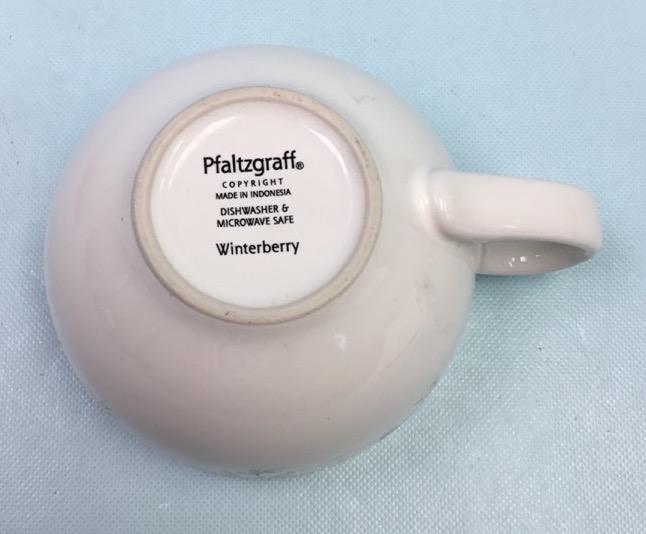 Pfaltzgraff®
COPYRIGHT
MADE IN INDONESIA
DISHWASHER &
MICROWAVE SAFE
Winterberry